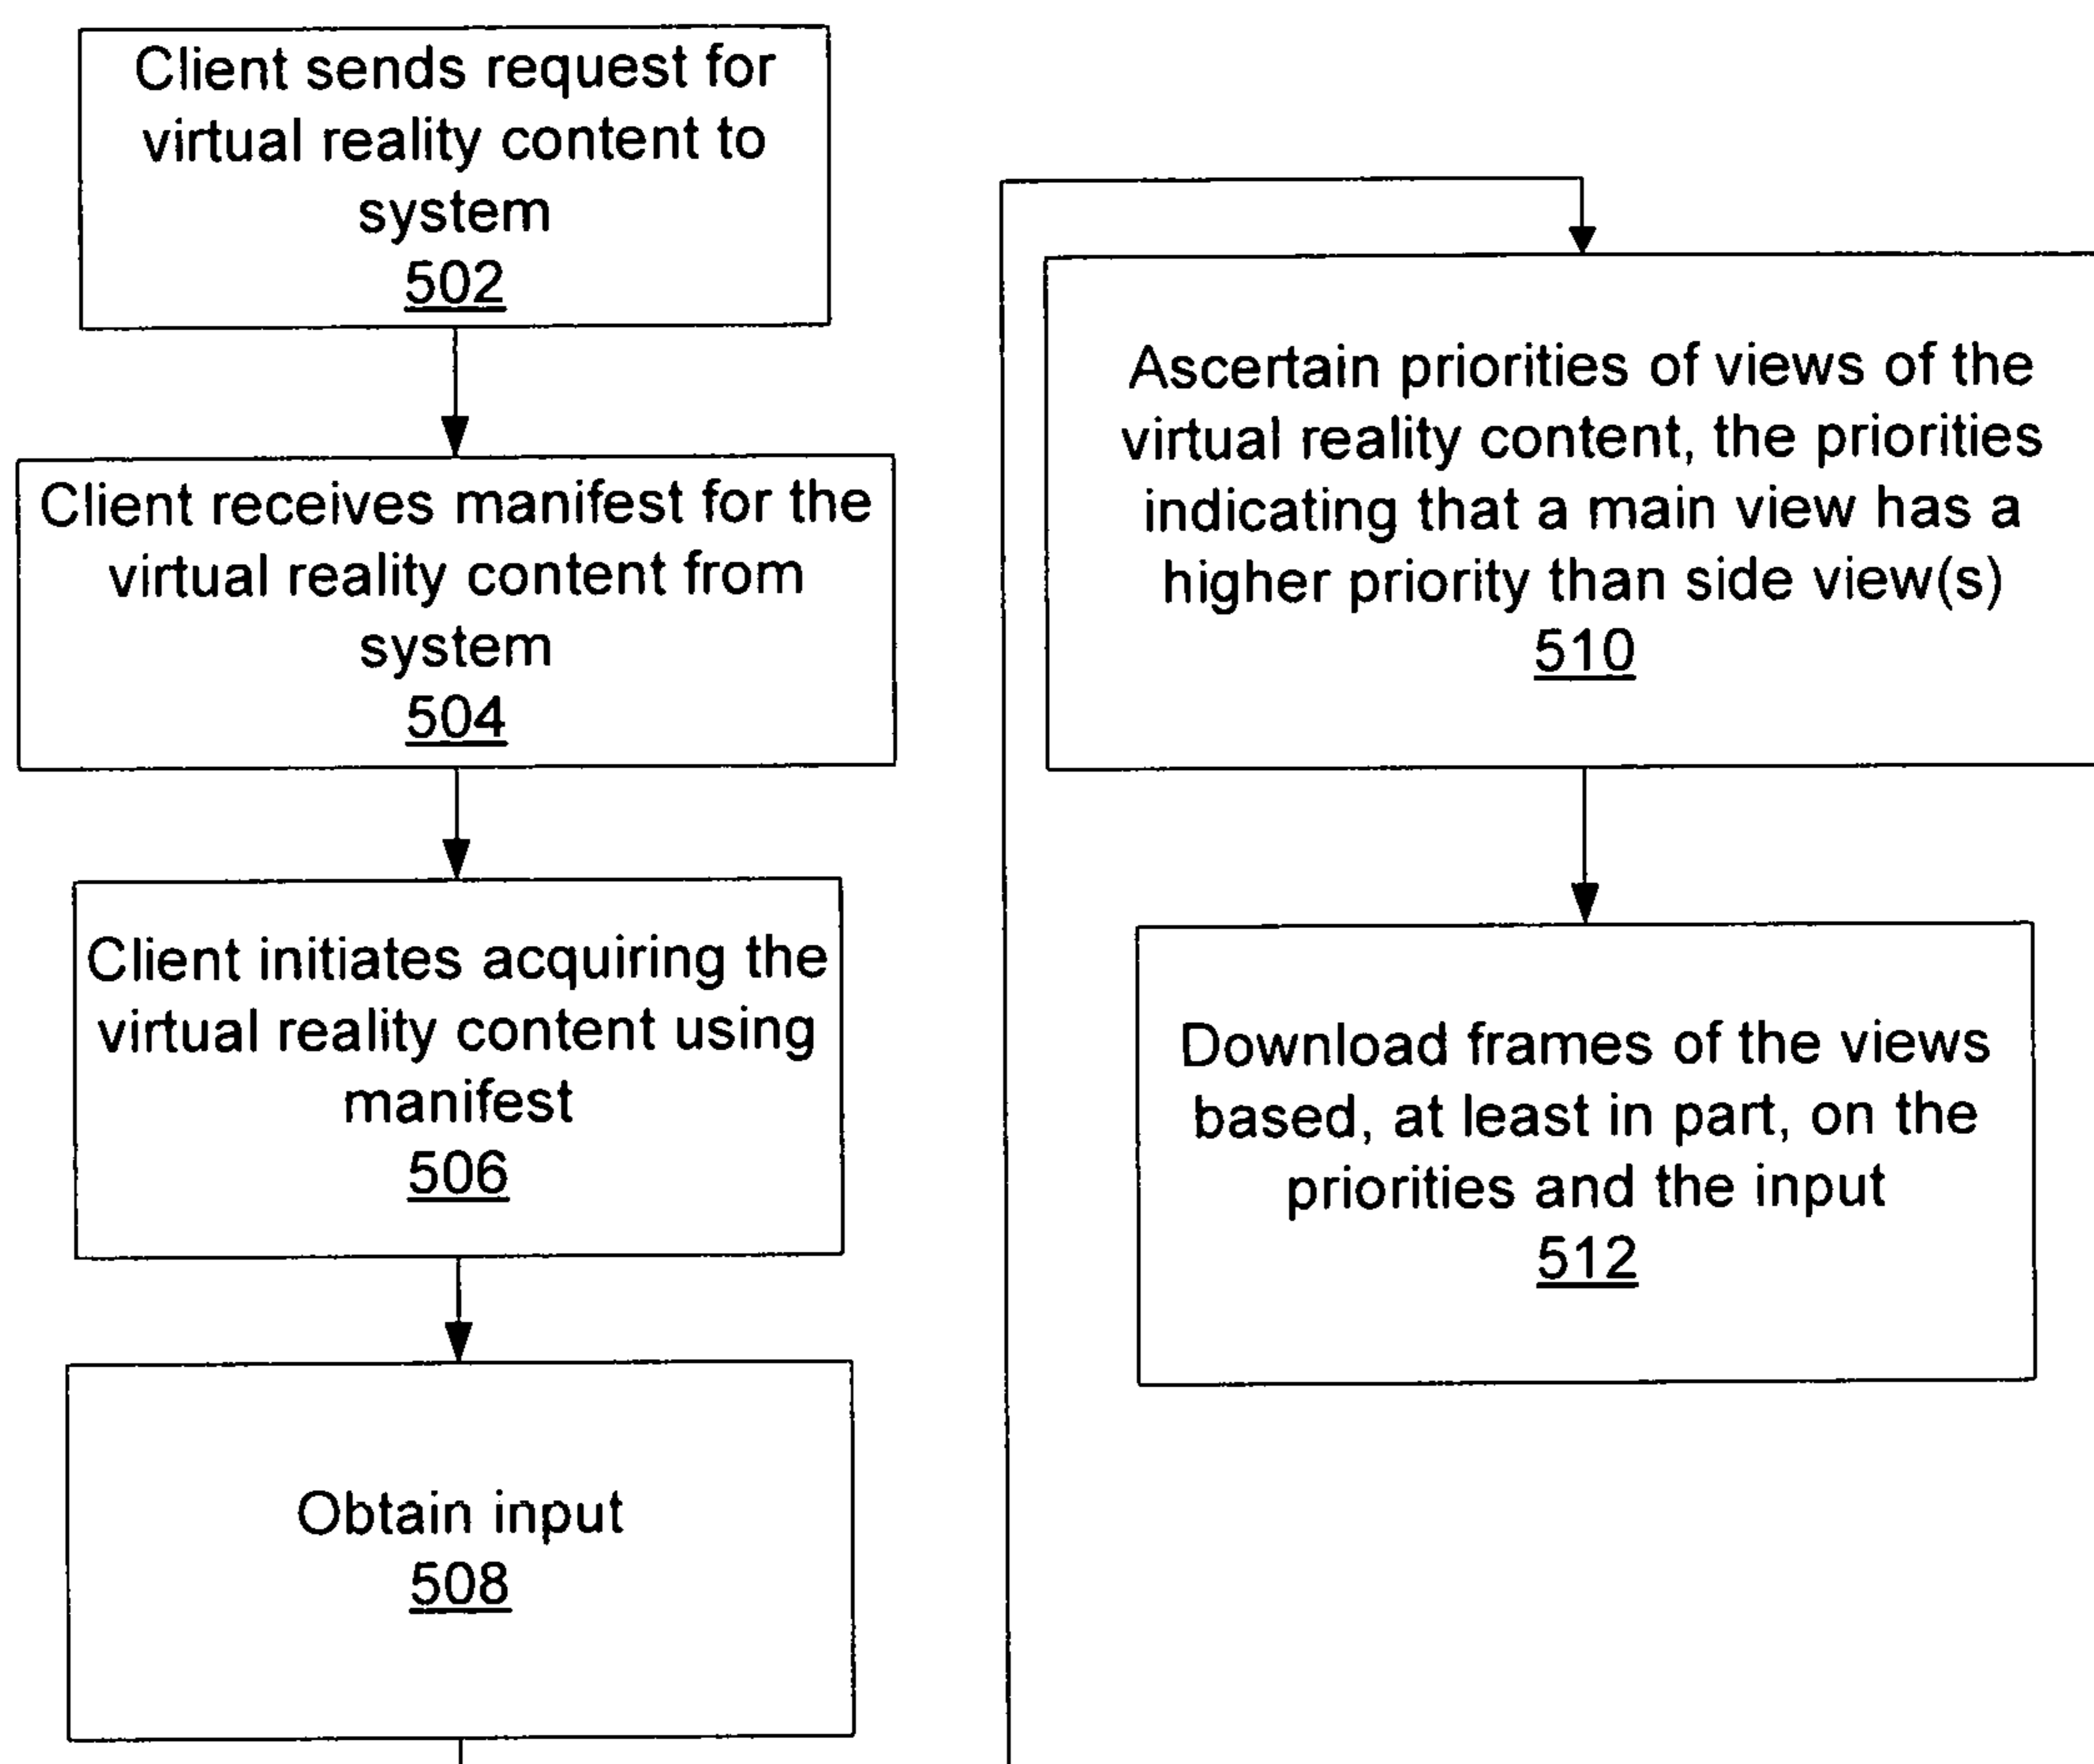 Client sends request for
virtual reality content to
system
502
Client receives manifest for the
virtual reality content from
system
504
Client initiates acquiring the
virtual reality content using
manifest
506
Obtain input
508
Ascertain priorities of views of the
virtual reality content, the priorities
indicating that a main view has a
higher priority than side view(s)
510
Download frames of the views
based, at least in part, on the
priorities and the input
512